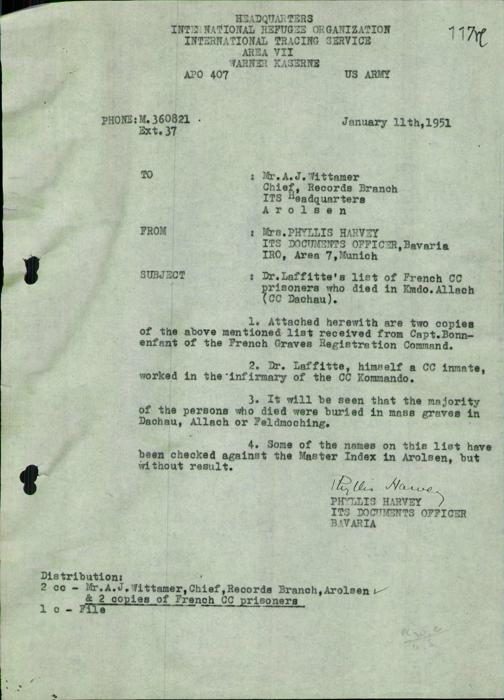 HEADQUARTERS
INTERNATIONAL REFUGEE ORGANIZATION
INTERNATIONAL TRACING SERVICE
AREA VII
WARNER KASERNE
APO 407 US ARMY
PHONE:M.360821
Ext.37
January 11th,1951
TO : Mr.A.J.Wittamer
Chief, Records Branch
ITS Headquarters
A r o l s e n
FROM : Mrs.PHYLLIS HARVEY
ITS DOCUMENTS OFFICER,Bavaria
IRO, Area 7,Munich
SUBJECT : Dr.Laffitte's list of French CC
prisoners who died in Kmdo.Allach
(CC Dachau).
1. Attached herewith are two copies
of the above mentioned list received from Capt.Bonn-
enfant of the French Graves Registration Command.
2. Dr. Laffitte, himself a CC inmate,
worked in the infirmary of the CC Kommando.
3. It will be seen that the majority
of the persons who died were buried in mass graves in
Dachau, Allach or Feldmoching.
4. Some of the names on this list have
been checked against the Master Index in Arolsen, but
without result.
Phyllis Harvey
PHYLLIS HARVEY
ITS DOCUMENTS OFFICER
BAVARIA
Distribution:
2 cc - Mr.A.J.Wittamer,Chief,Records Branch,Arolsen
& 2 copies of French CC prisoners
1 c - File